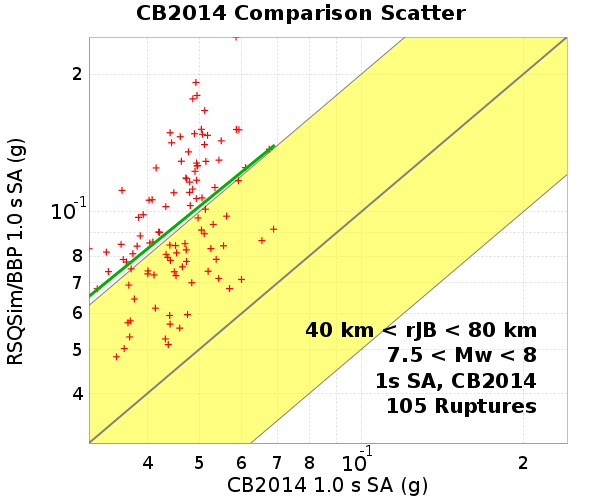 CB2014 Comparison Scatter
RSQSim/BBP 1.0 s SA (g)
2
10-1
8
7
6
5
4
40 km < rJB < 80 km
7.5 < Mw < 8
1s SA, CB2014
105 Ruptures
4 5 6 7 8 10-1 2
CB2014 1.0 s SA (g)